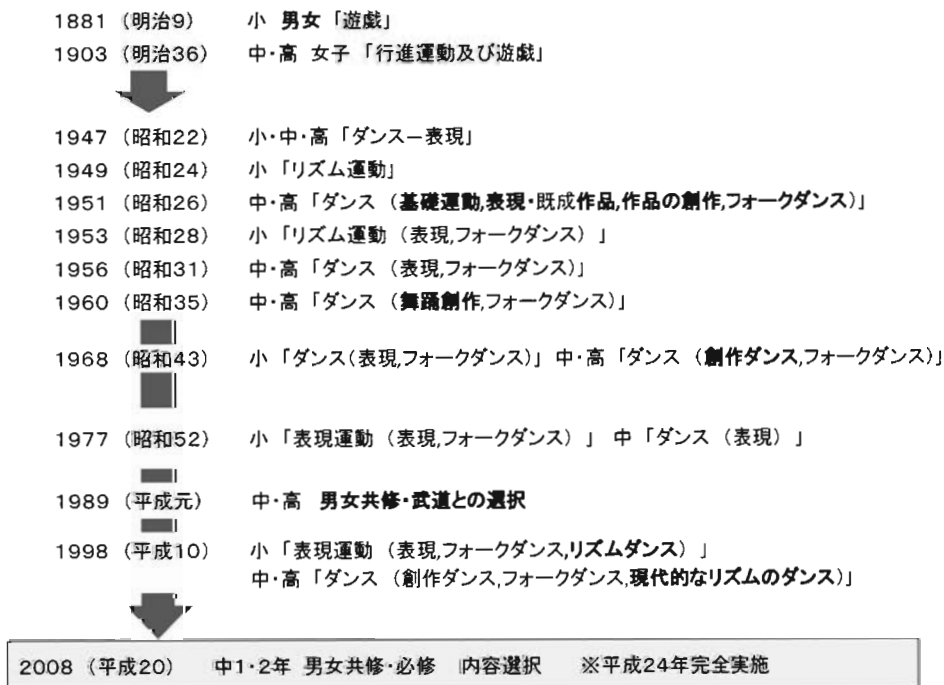 1881（明治9） 小 男女「遊戯」
1903（明治36） 中・高 女子「行進運動及び遊戯」
1947（昭和22） 小・中・高「ダンスー表現」
1949（昭和24） 小「リズム運動」
1951（昭和26） 中・高「ダンス（基礎運動,表現・既成作品,作品の創作,フォークダンス）」
1953（昭和28） 小「リズム運動（表現,フォークダンス）」
1956（昭和31） 中・高「ダンス（表現,フォークダンス）」
1960（昭和35） 中・高「ダンス（舞踊創作,フォークダンス）」
1968（昭和43） 小「ダンス（表現,フォークダンス）」 中・高「ダンス（創作ダンス,フォークダンス）」
1977（昭和52） 小「表現運動（表現,フォークダンス）」 中「ダンス（表現）」
1989（平成元） 中・高 男女共修・武道との選択
1998（平成10） 小「表現運動（表現,フォークダンス,リズムダンス）」
中・高「ダンス（創作ダンス,フォークダンス,現代的なリズムのダンス）」
2008（平成20） 中1・2年 男女共修・必修 内容選択 ※平成24年完全実施